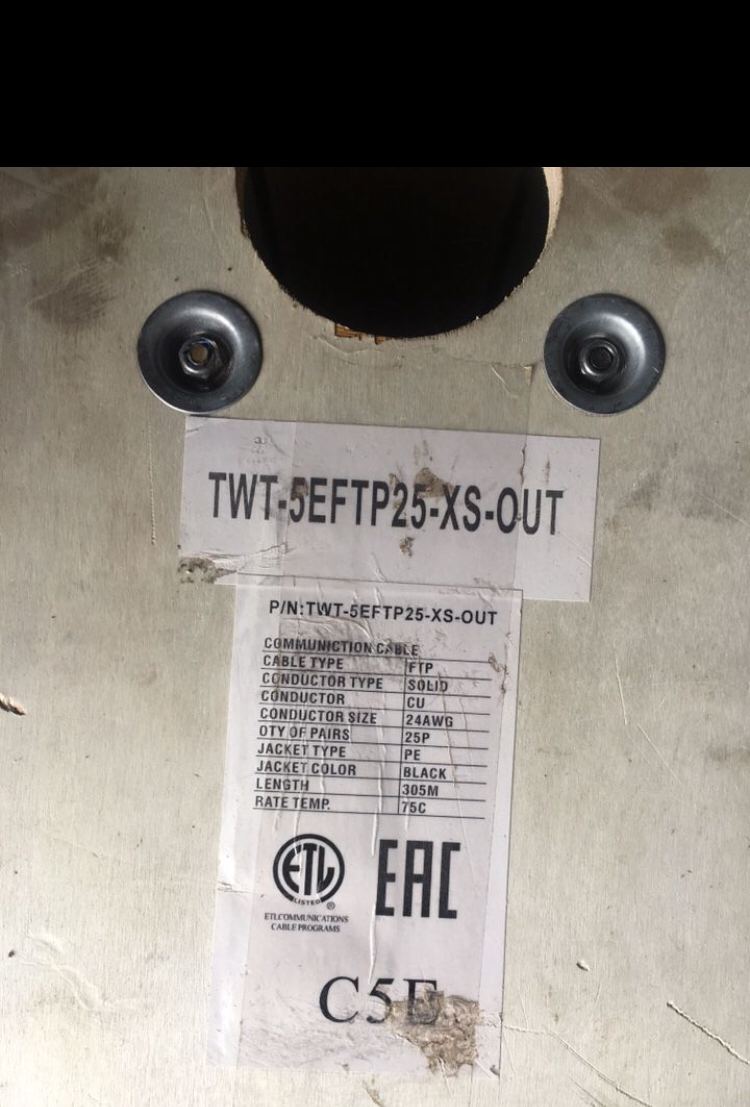 TWT-5EFTP25-XS-OUT
P/N:TWT-5EFTP25-XS-OUT
COMMUNICTION CABLE
CABLE TYPE FTP
CONDUCTOR TYPE SOLID
CONDUCTOR CU
CONDUCTOR SIZE 24AWG
QTY OF PAIRS 25P
JACKET TYPE PE
JACKET COLOR BLACK
LENGTH 305M
RATE TEMP. 75C
ETL EAC
LISTED ®
ETLCOMMUNICATIONS
CABLE PROGRAMS
C5E